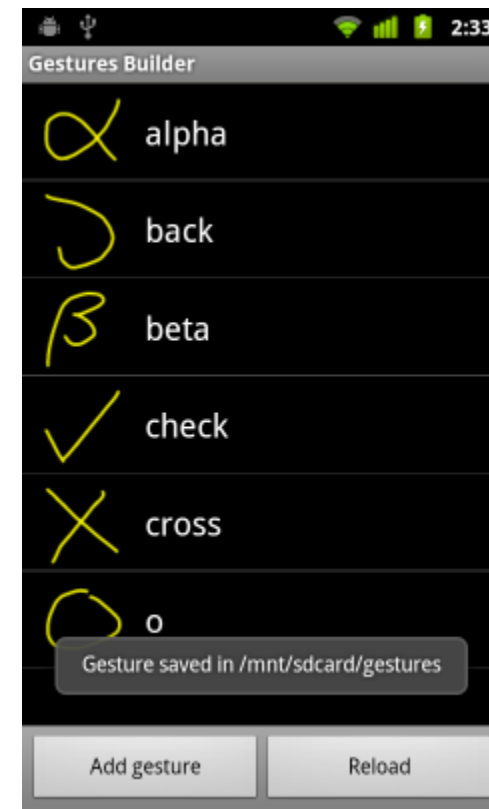 2:33
Gestures Builder
alpha
back
beta
check
cross
o
Gesture saved in /mnt/sdcard/gestures
Add gesture
Reload